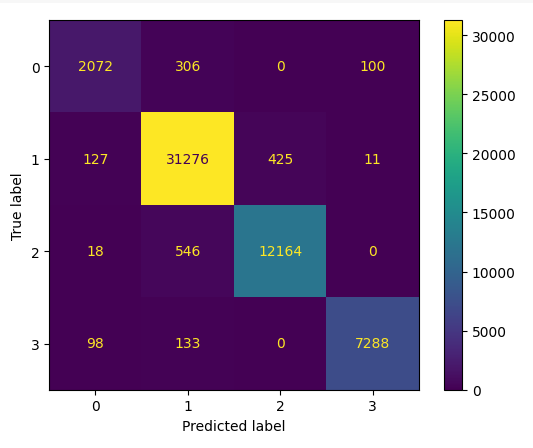 0 2072 306 0 100
1 127 31276 425 11
2 18 546 12164 0
3 98 133 0 7288
0 1 2 3
Predicted label
True label
30000
25000
20000
15000
10000
5000
0